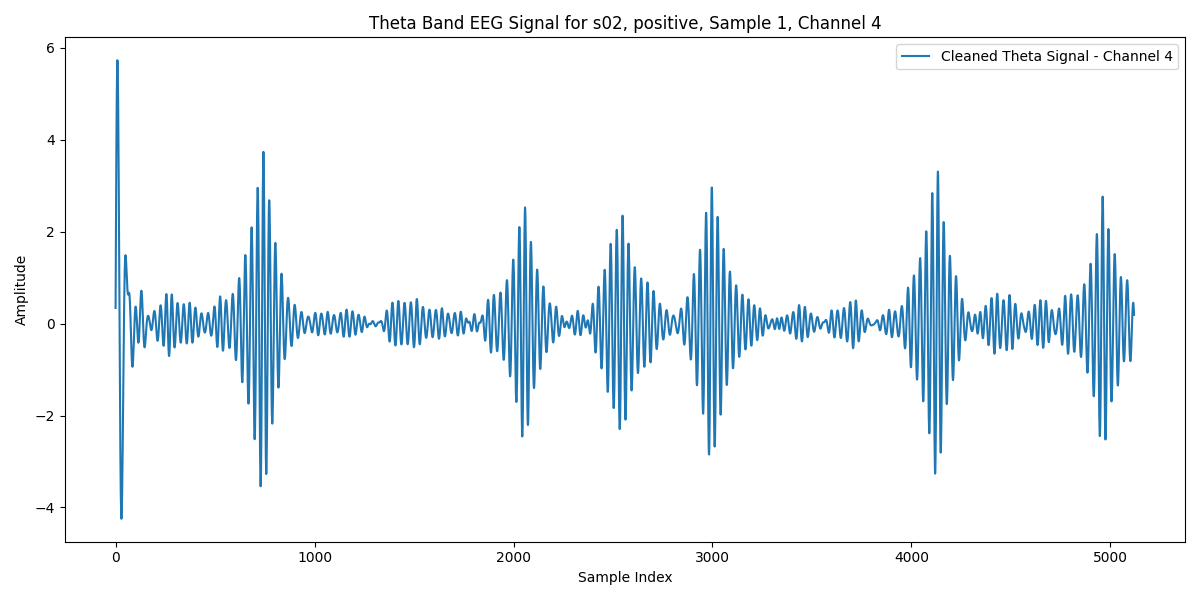 Theta Band EEG Signal for s02, positive, Sample 1, Channel 4
Cleaned Theta Signal - Channel 4
6
4
2
0
−2
−4
Amplitude
0 1000 2000 3000 4000 5000
Sample Index